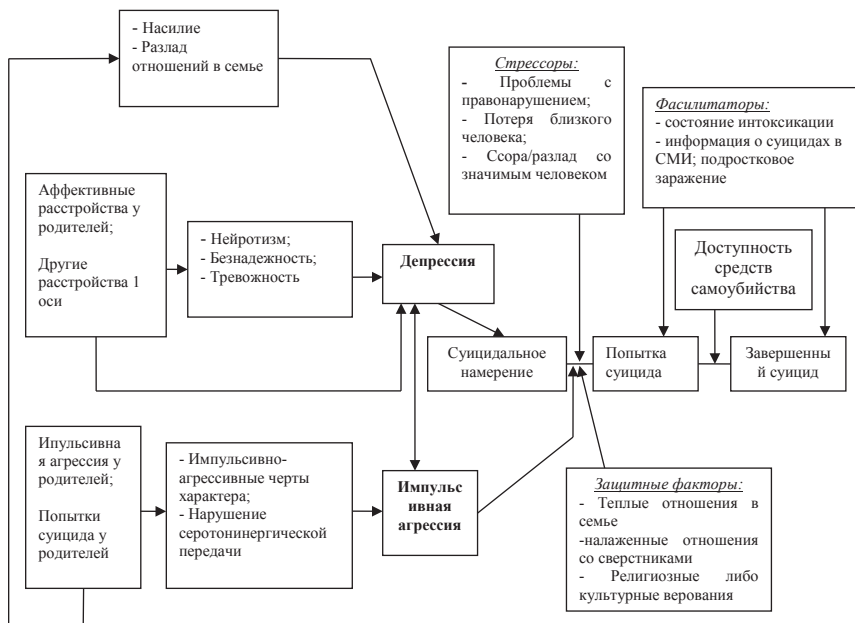 - Насилие
- Разлад
отношений в семье
Стрессоры:
- Проблемы с
правонарушением;
- Потеря близкого
человека;
- Ссора/разлад со
значимым человеком
Фасилитаторы:
- состояние интоксикации
- информация о суицидах в
СМИ; подростковое
заражение
Аффективные
расстройства у
родителей;
Другие
расстройства 1
оси
- Нейротизм;
- Безнадежность;
- Тревожность
Депрессия
Доступность
средств
самоубийства
Суицидальное
намерение
Попытка
суицида
Завершенны
й суицид
Ипульсивна
я агрессия у
родителей;
Попытки
суицида у
родителей
- Импульсивно-
агрессивные черты
характера;
- Нарушение
серотонинергической
передачи
Импульс
ивная
агрессия
Защитные факторы:
- Теплые отношения в
семье
-налаженные отношения
со сверстниками
- Религиозные либо
культурные верования